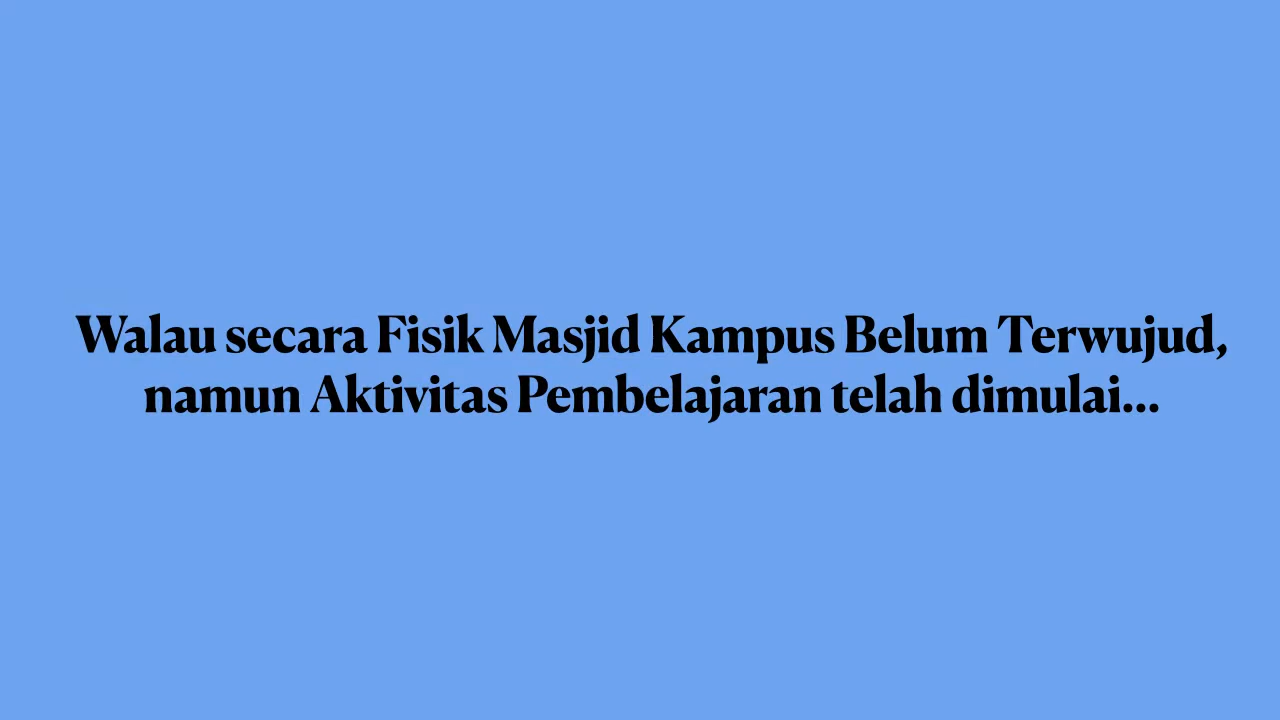 Walau secara Fisik Masjid Kampus Belum Terwujud,
namun Aktivitas Pembelajaran telah dimulai...